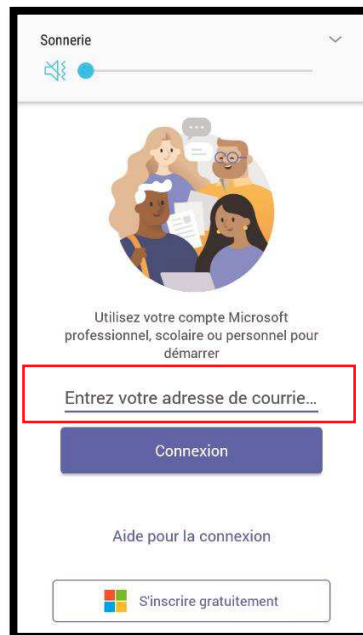 Sonnerie
Utilisez votre compte Microsoft
professionnel, scolaire ou personnel pour
démarrer
Entrez votre adresse de courrie...
Connexion
Aide pour la connexion
S'inscrire gratuitement